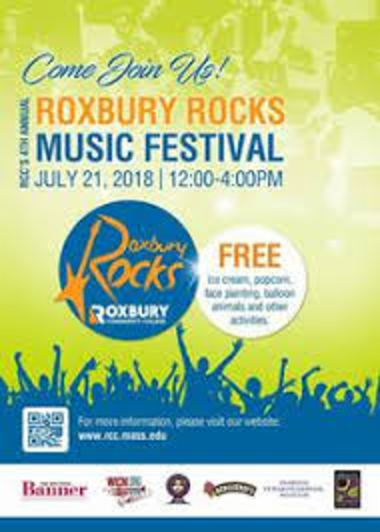 Come Join Us!
RCC'S 4TH ANNUAL
ROXBURY ROCKS
MUSIC FESTIVAL
JULY 21, 2018 | 12:00-4:00PM
Roxbury
Rocks
ROXBURY
COMMUNITY COLLEGE
FREE
ice cream, popcorn,
face painting, balloon
animals and other
activities.
For more information, please visit our website.
www.rcc.mass.edu
Banner